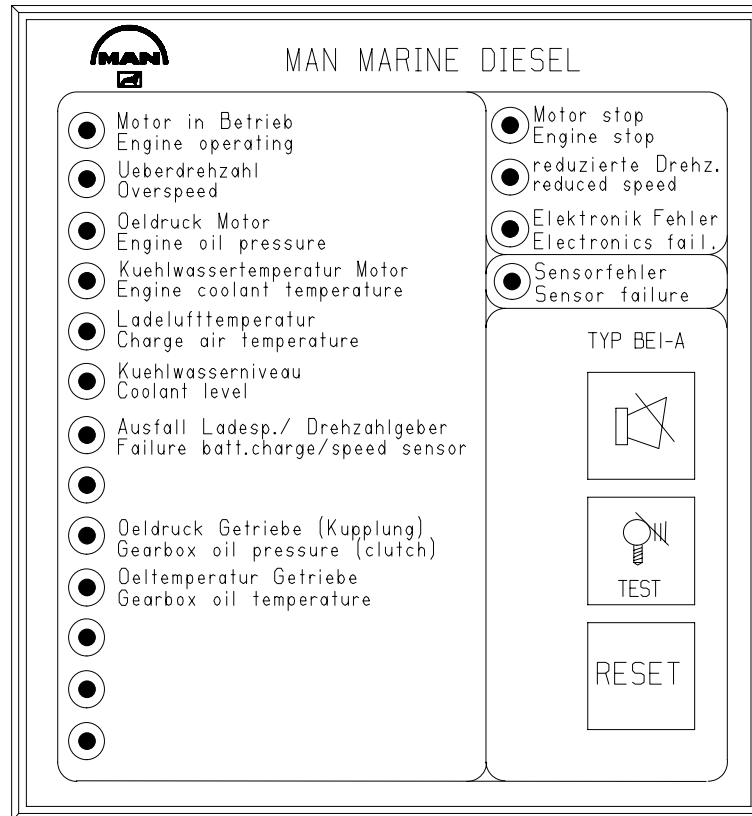 MAN
MAN MARINE DIESEL
Motor in Betrieb
Engine operating
Ueberdrehzahl
Overspeed
Oeldruck Motor
Engine oil pressure
Kuehlwassertemperatur Motor
Engine coolant temperature
Ladelufttemperatur
Charge air temperature
Kuehlwasserniveau
Coolant level
Ausfall Ladesp./ Drehzahlgeber
Failure batt.charge/speed sensor
Oeldruck Getriebe (Kupplung)
Gearbox oil pressure (clutch)
Oeltemperatur Getriebe
Gearbox oil temperature
Motor stop
Engine stop
reduzierte Drehz.
reduced speed
Elektronik Fehler
Electronics fail.
Sensorfehler
Sensor failure
TYP BEI-A
TEST
RESET